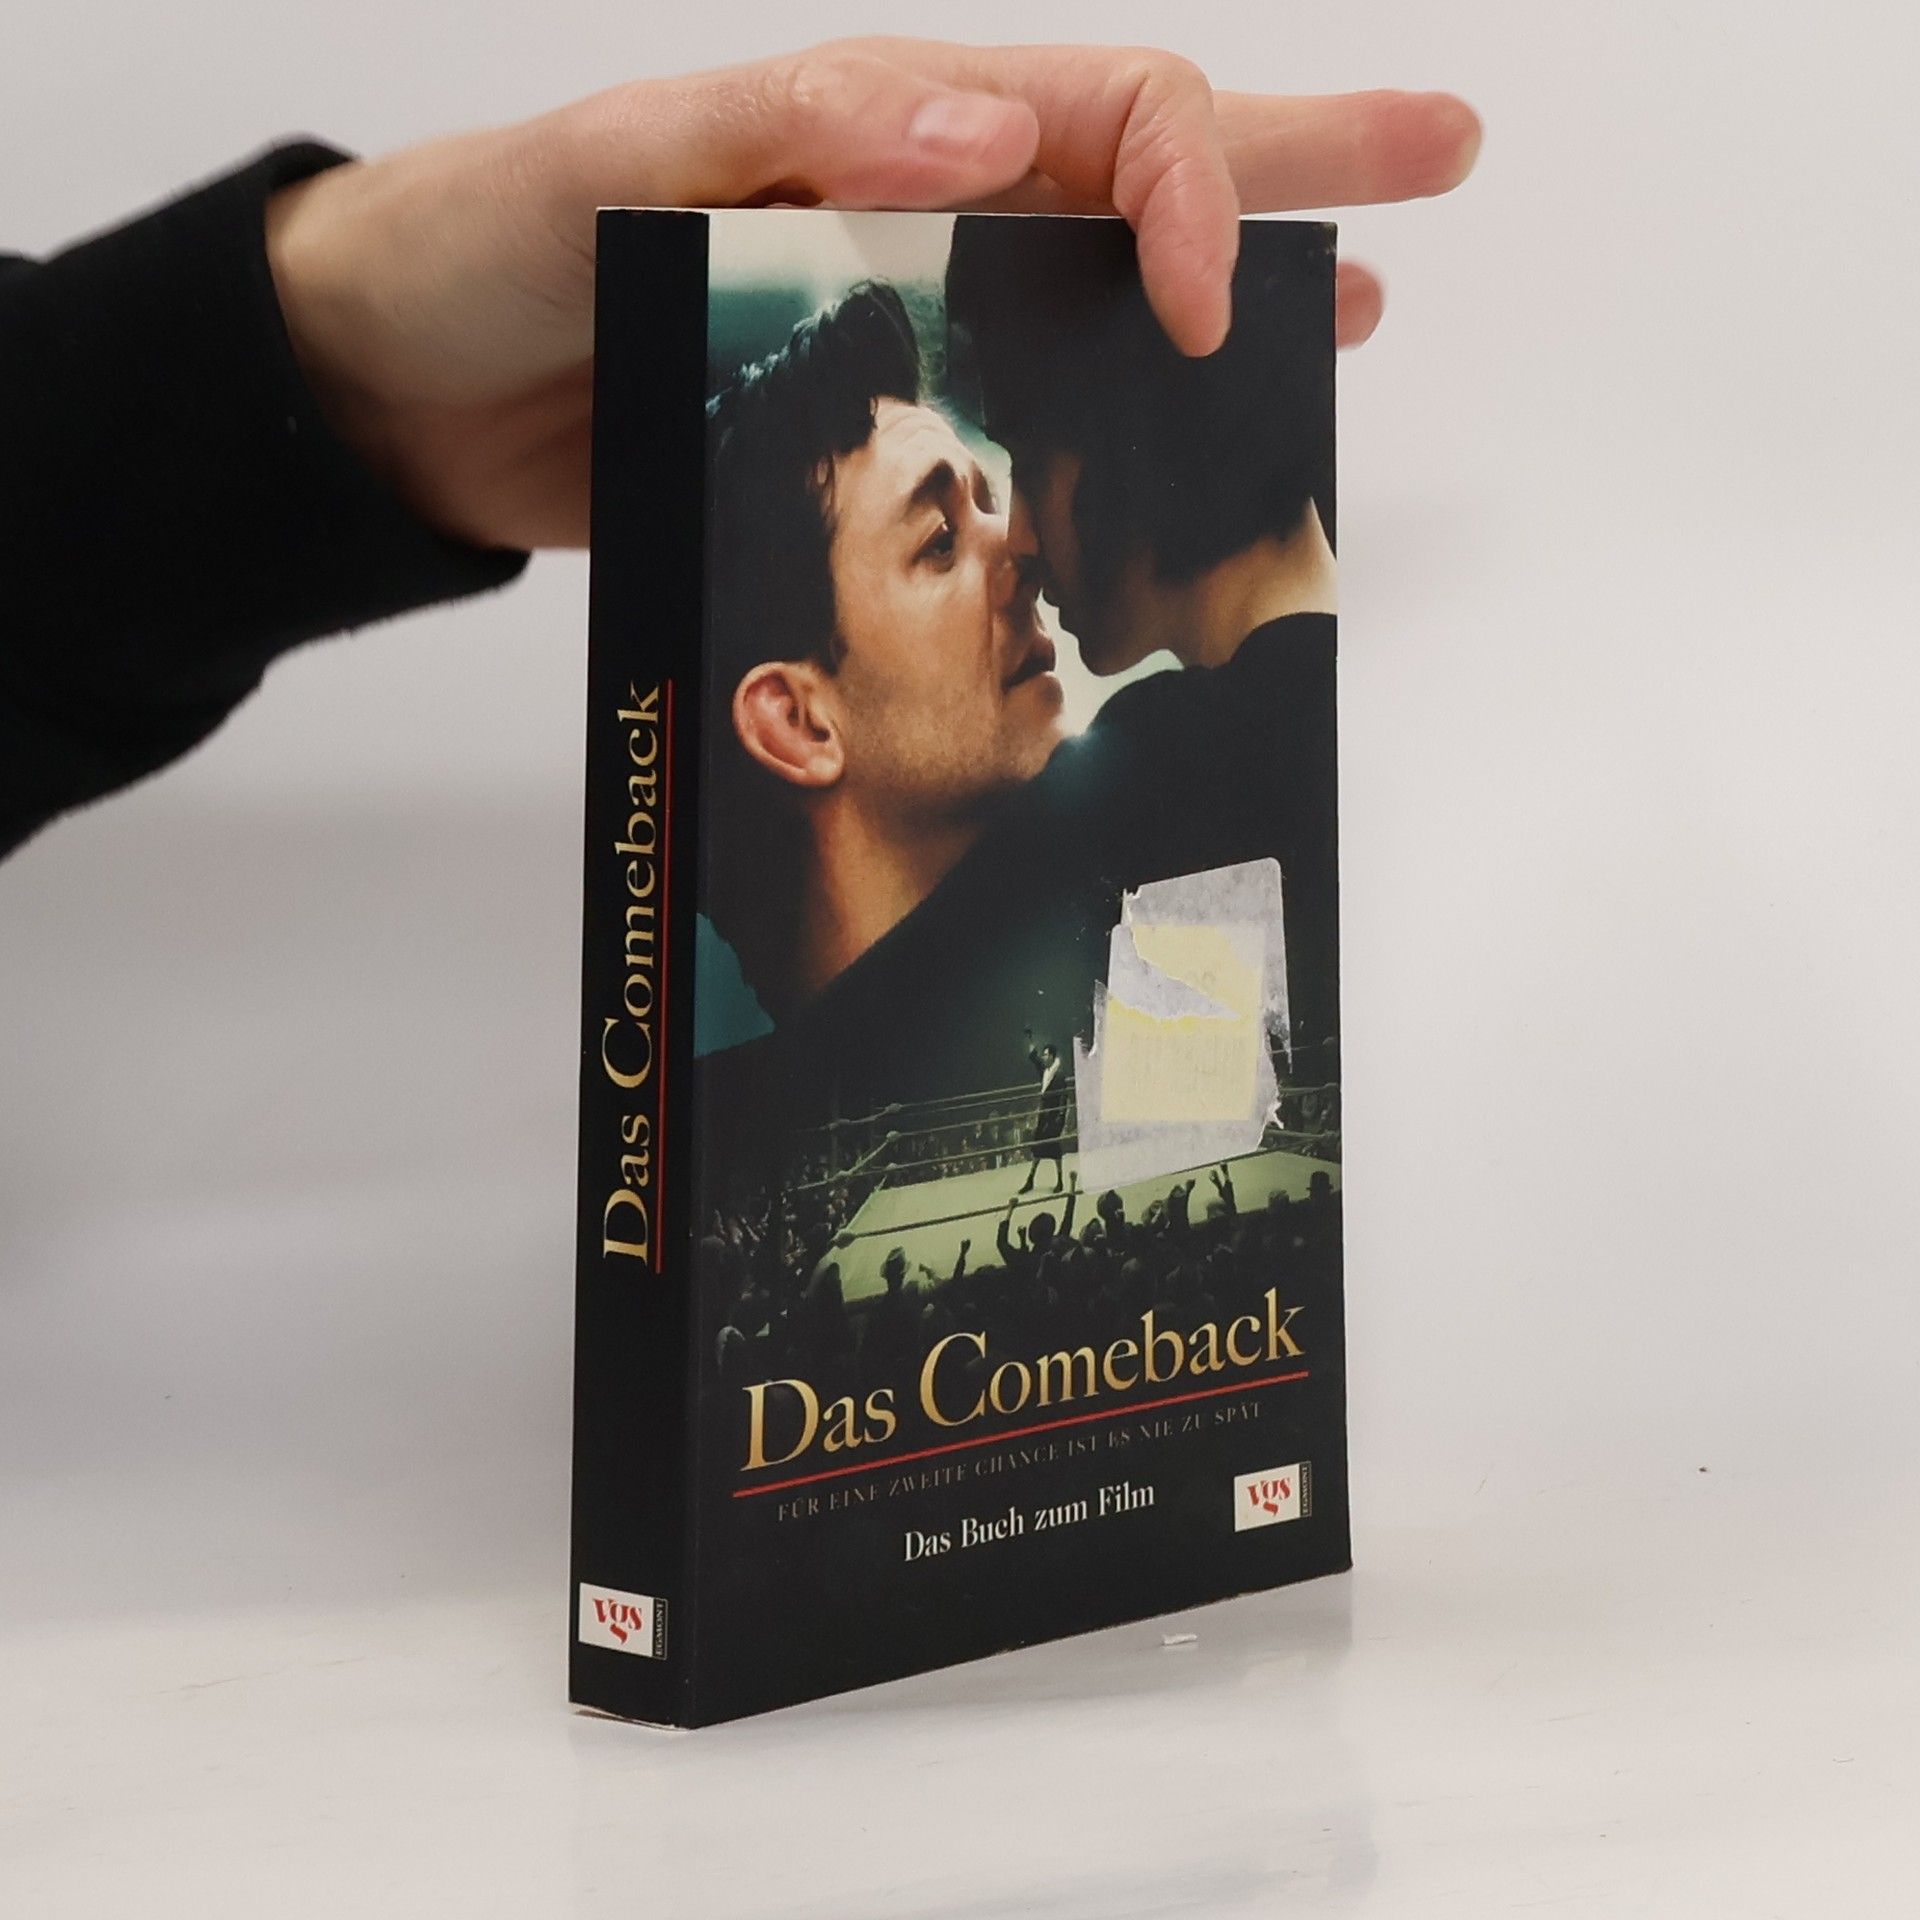 Das Comeback
vgs
EGMONT
Das Comeback
FÜR EINE ZWEITE CHANCE IST ES NIE ZU SPÄT
Das Buch zum Film
vgs
EGMONT